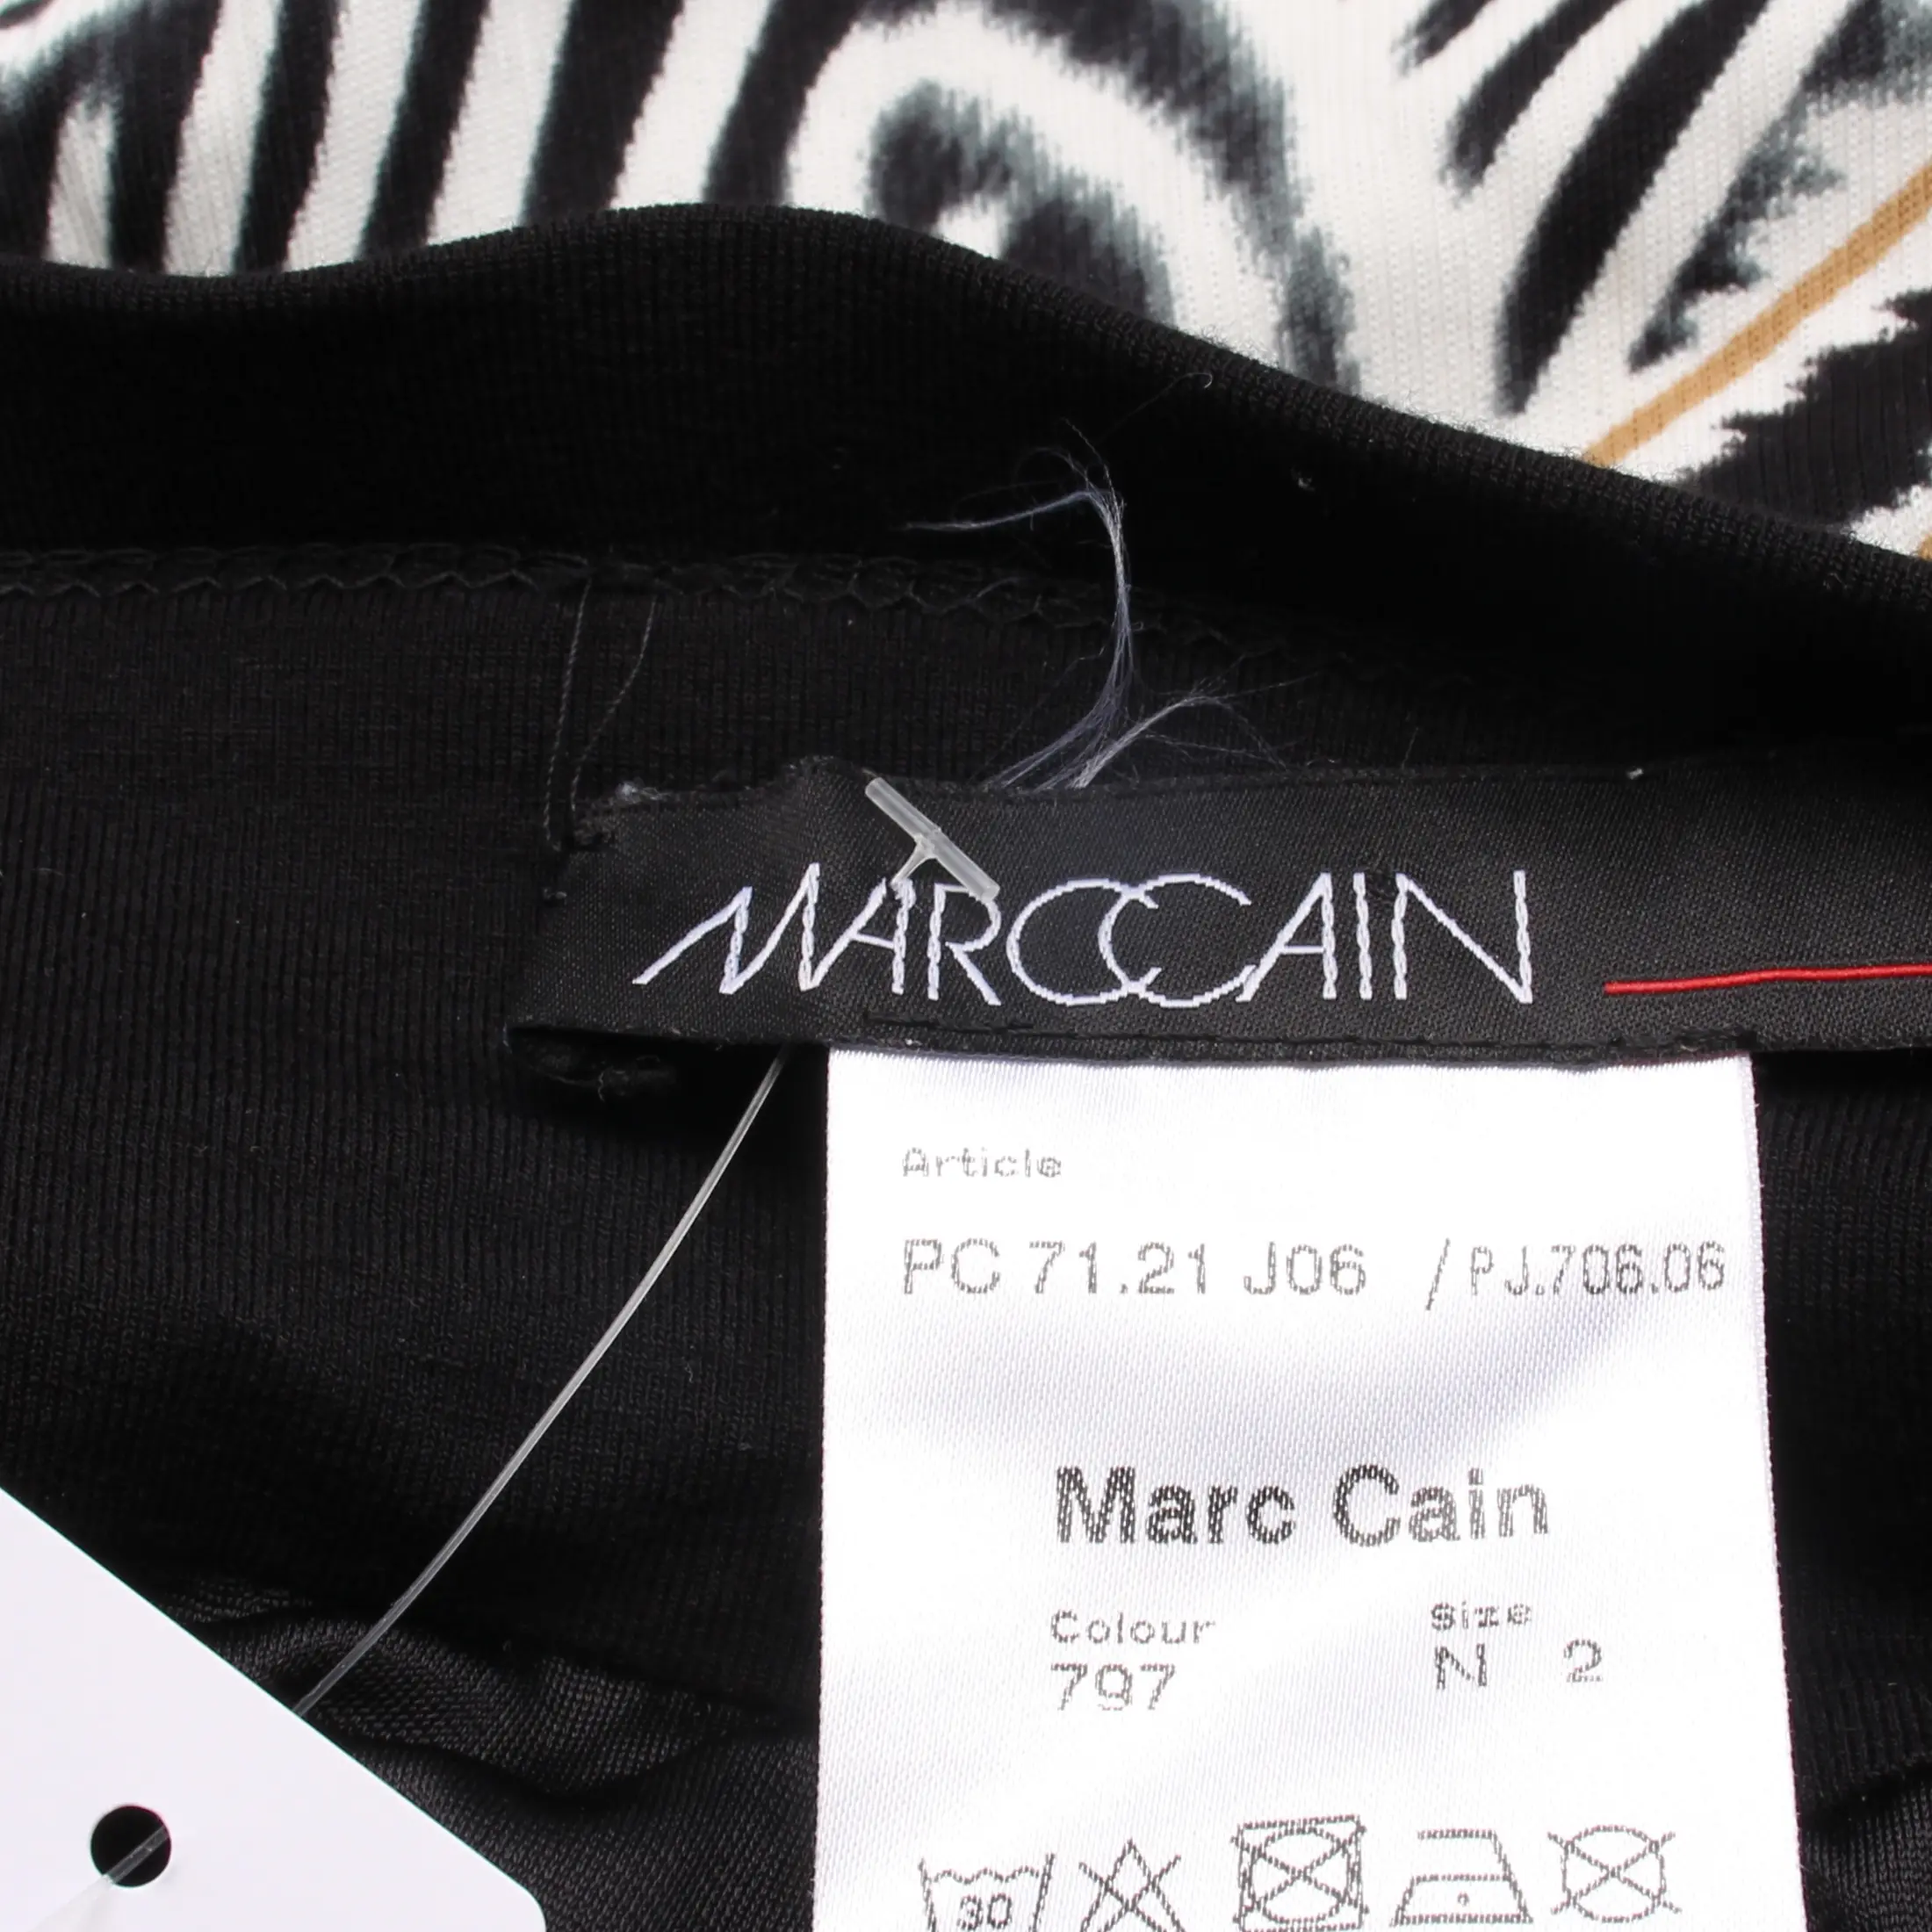 MARCCAIN
Article
PC 71.21 J06 / PJ.706.06
Marc Cain
Colour Size
797 N 2
30